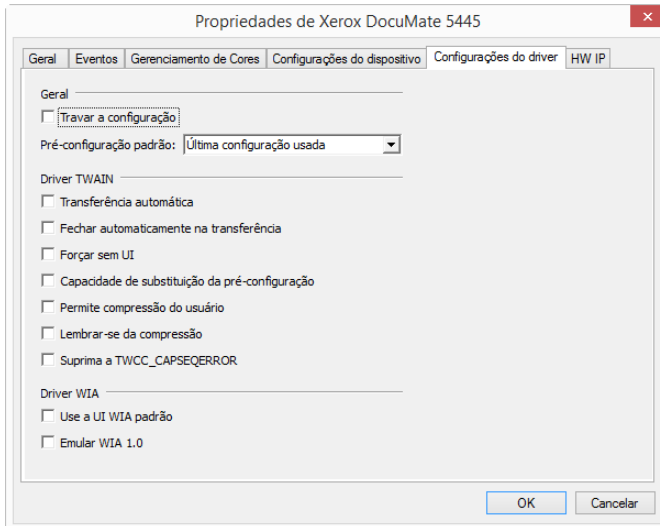 Propriedades de Xerox DocuMate 5445
Geral Eventos Gerenciamento de Cores Configurações do dispositivo Configurações do driver HW IP
Geral
Travar a configuração
Pré-configuração padrão: Última configuração usada
Driver TWAIN
Transferência automática
Fechar automaticamente na transferência
Forçar sem UI
Capacidade de substituição da pré-configuração
Permite compressão do usuário
Lembrar-se da compressão
Suprima a TWCC_CAPSEQERROR
Driver WIA
Use a UI WIA padrão
Emular WIA 1.0
OK Cancelar